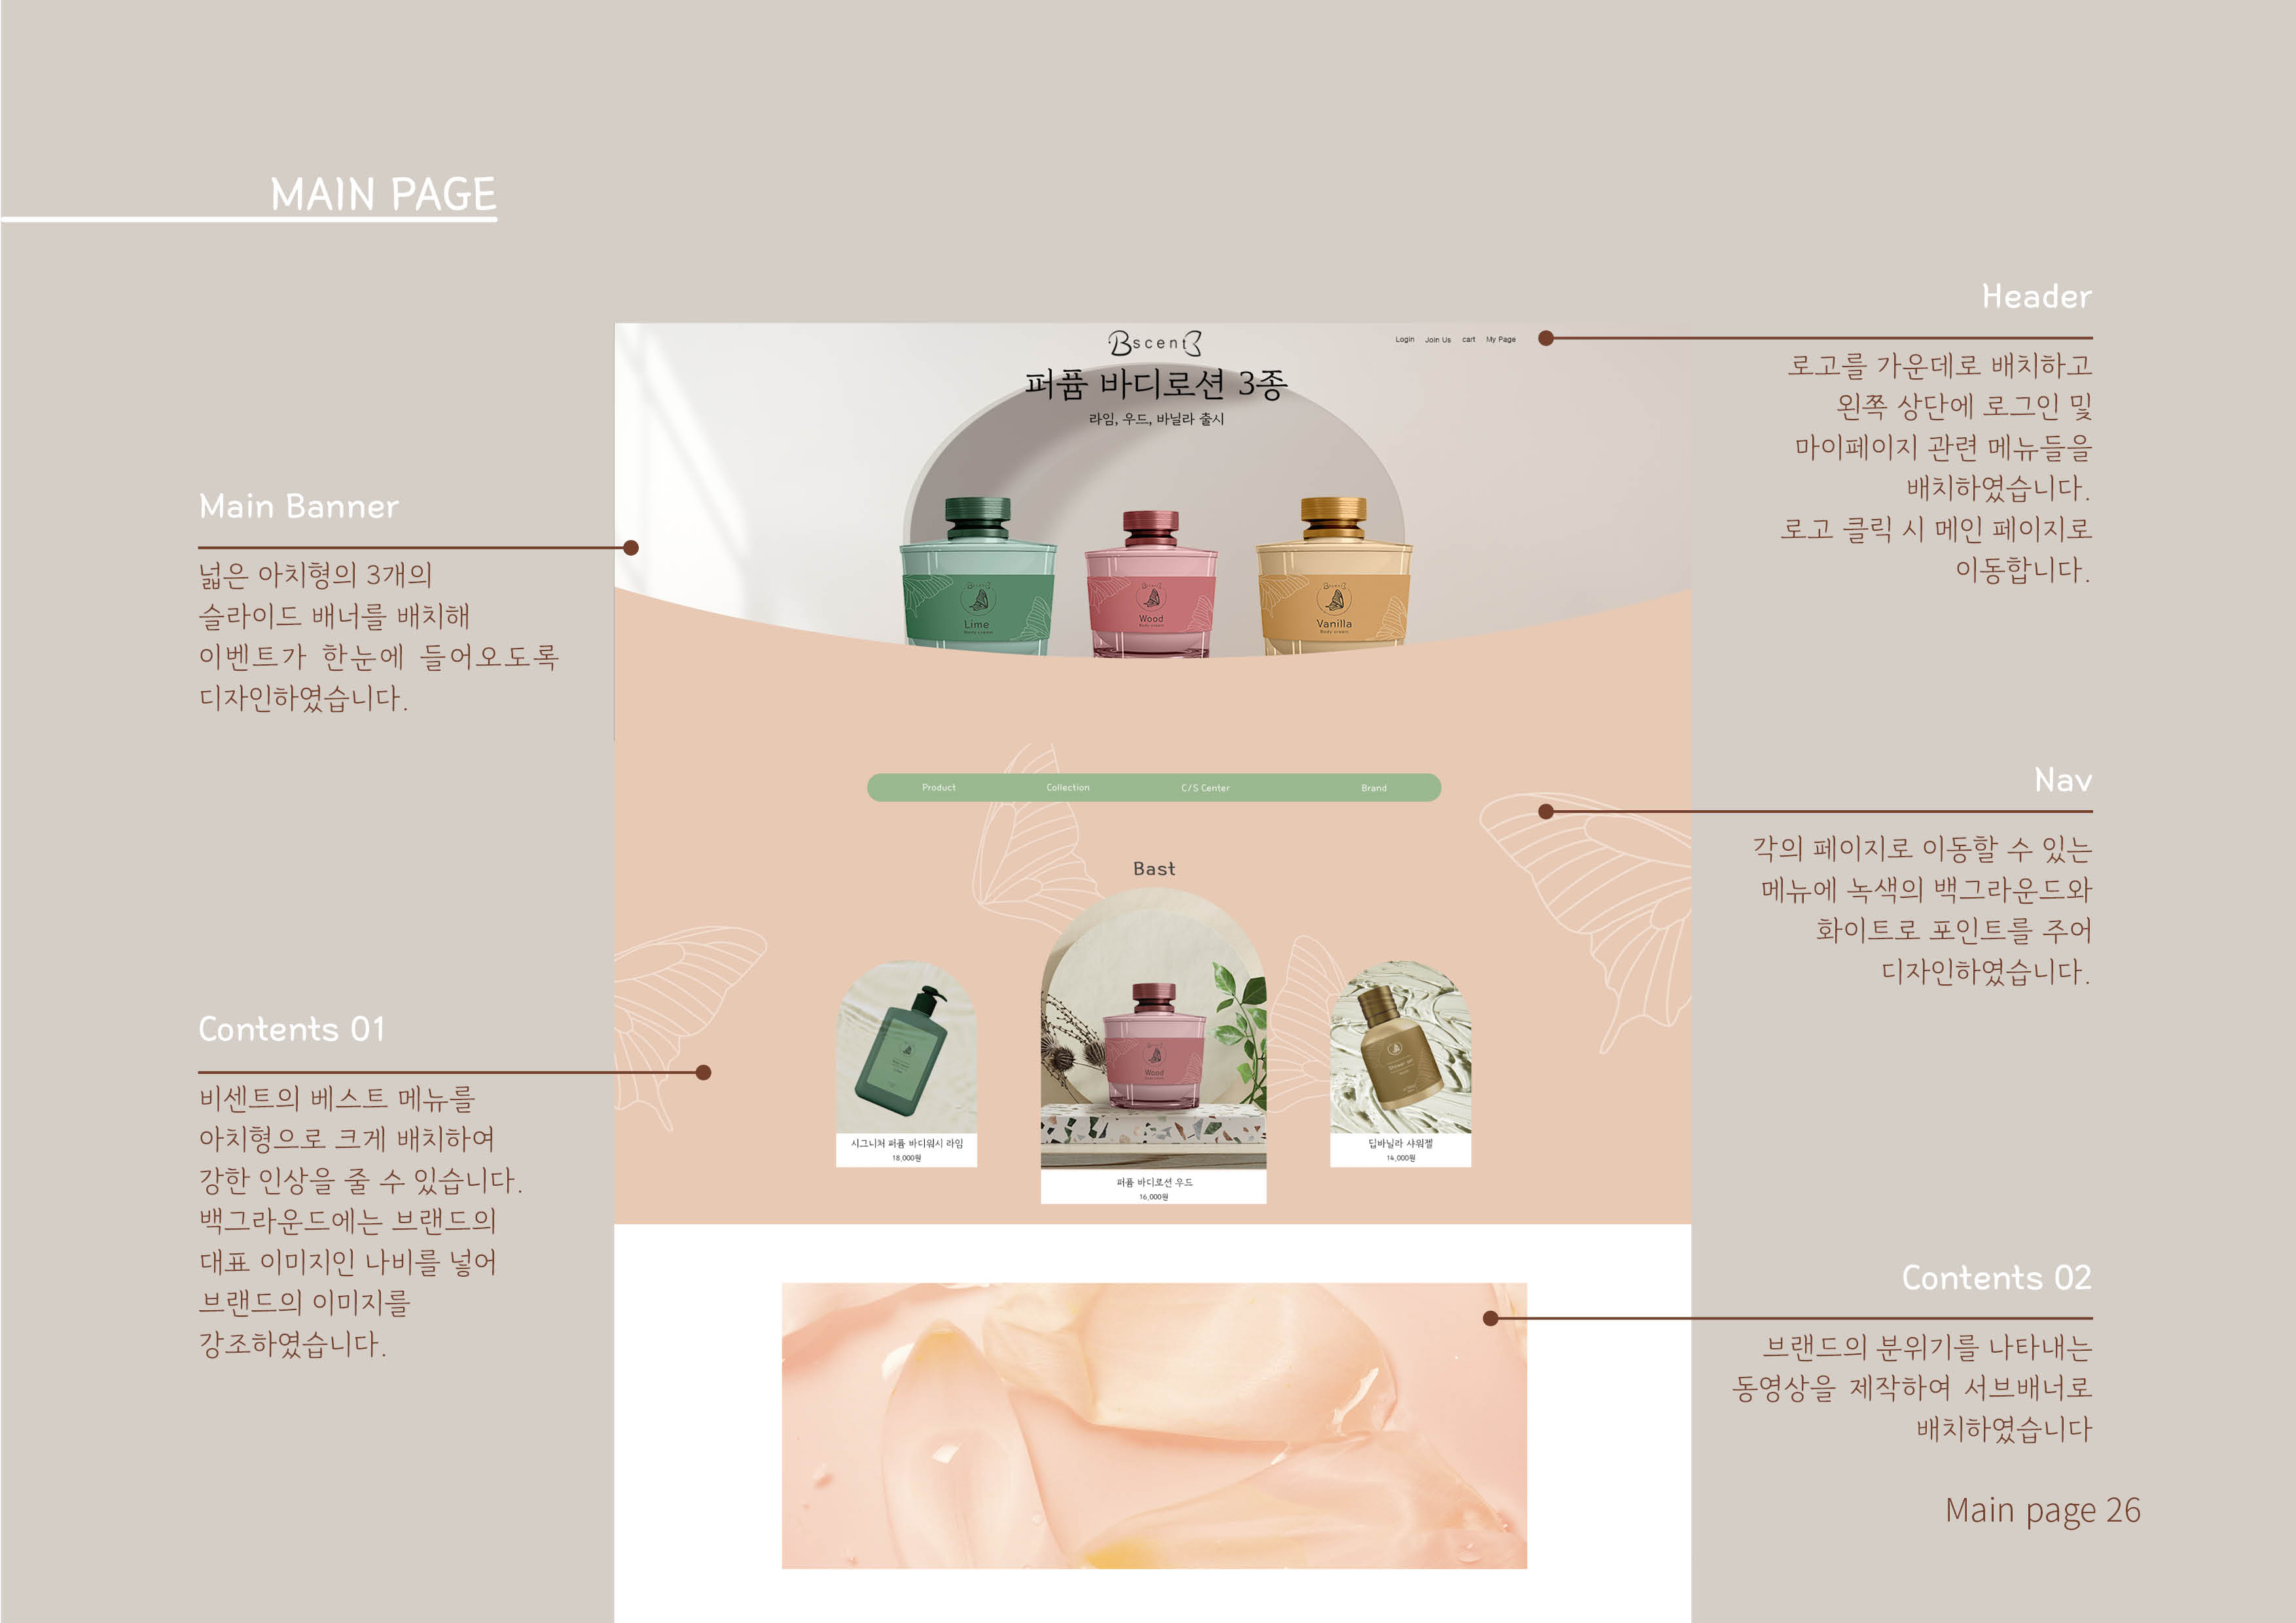 MAIN PAGE
Header
로고를 가운데로 배치하고
왼쪽 상단에 로그인 및
마이페이지 관련 메뉴들을
배치하였습니다.
로고 클릭 시 메인 페이지로
이동합니다.
Bscent
Login Join Us cart My Page
퍼퓸 바디로션 3종
라임, 우드, 바닐라 출시
Lime
Body cream
Wood
Body cream
Vanilla
Body cream
Main Banner
넓은 아치형의 3개의
슬라이드 배너를 배치해
이벤트가 한눈에 들어오도록
디자인하였습니다.
Nav
각의 페이지로 이동할 수 있는
메뉴에 녹색의 백그라운드와
화이트로 포인트를 주어
디자인하였습니다.
Product Collection C/S Center Brand
Bast
Wood
시그니처 퍼퓸 바디워시 라임
18,000원
퍼퓸 바디로션 우드
16,000원
Shower gel
딥바닐라 샤워젤
14,000원
Contents 01
비센트의 베스트 메뉴를
아치형으로 크게 배치하여
강한 인상을 줄 수 있습니다.
백그라운드에는 브랜드의
대표 이미지인 나비를 넣어
브랜드의 이미지를
강조하였습니다.
Contents 02
브랜드의 분위기를 나타내는
동영상을 제작하여 서브배너로
배치하였습니다
Main page 26